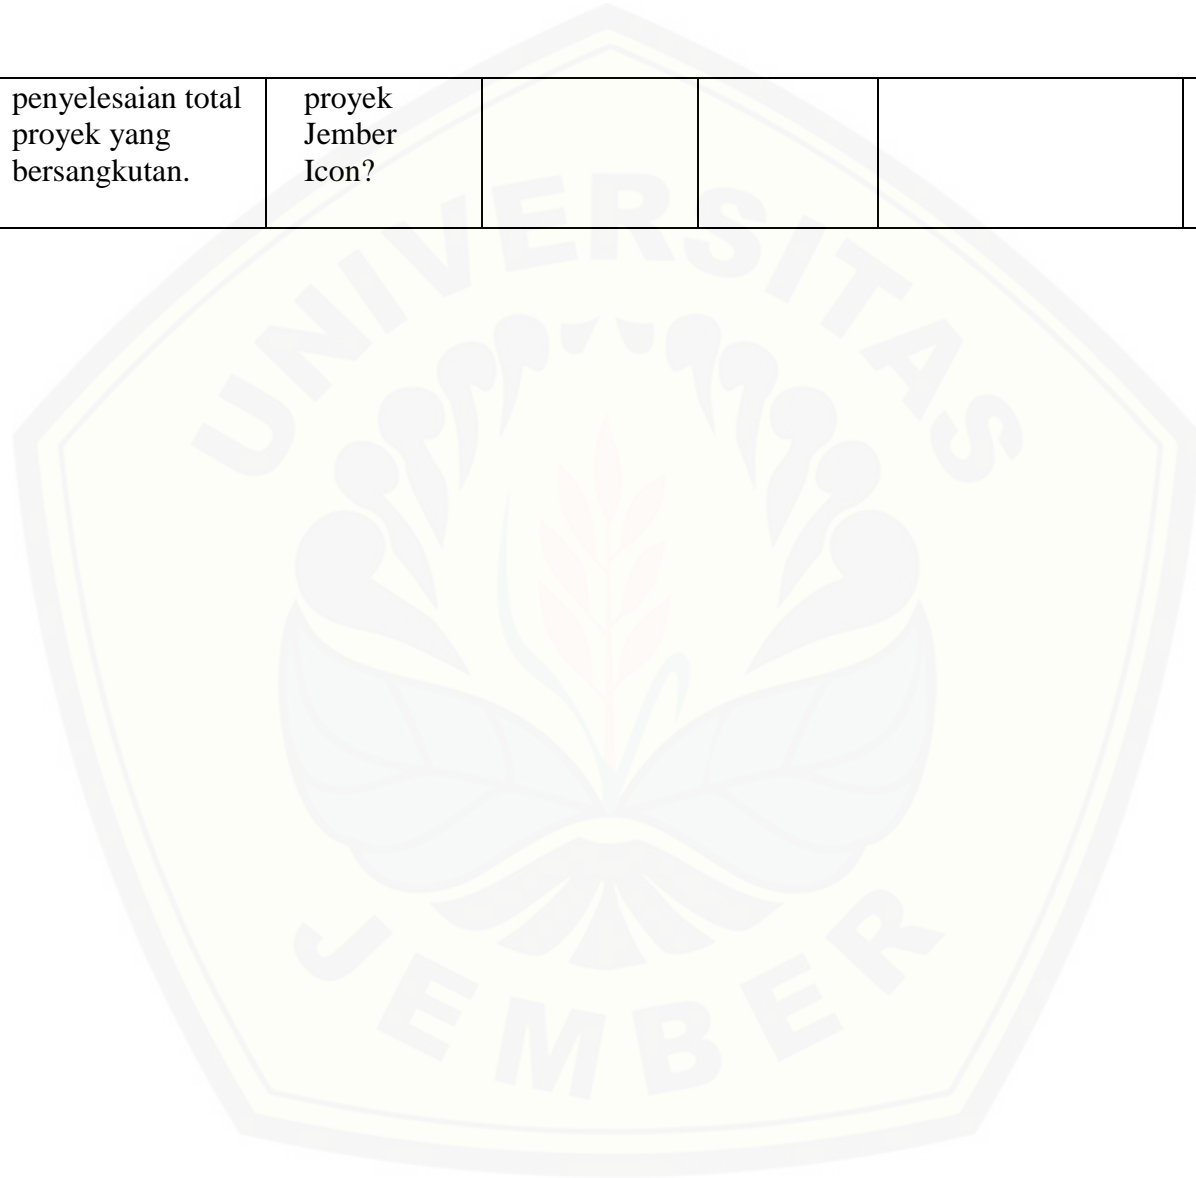 penyelesaian total
proyek yang
bersangkutan.
proyek
Jember
Icon?
UNIVERSITAS
JEMBER